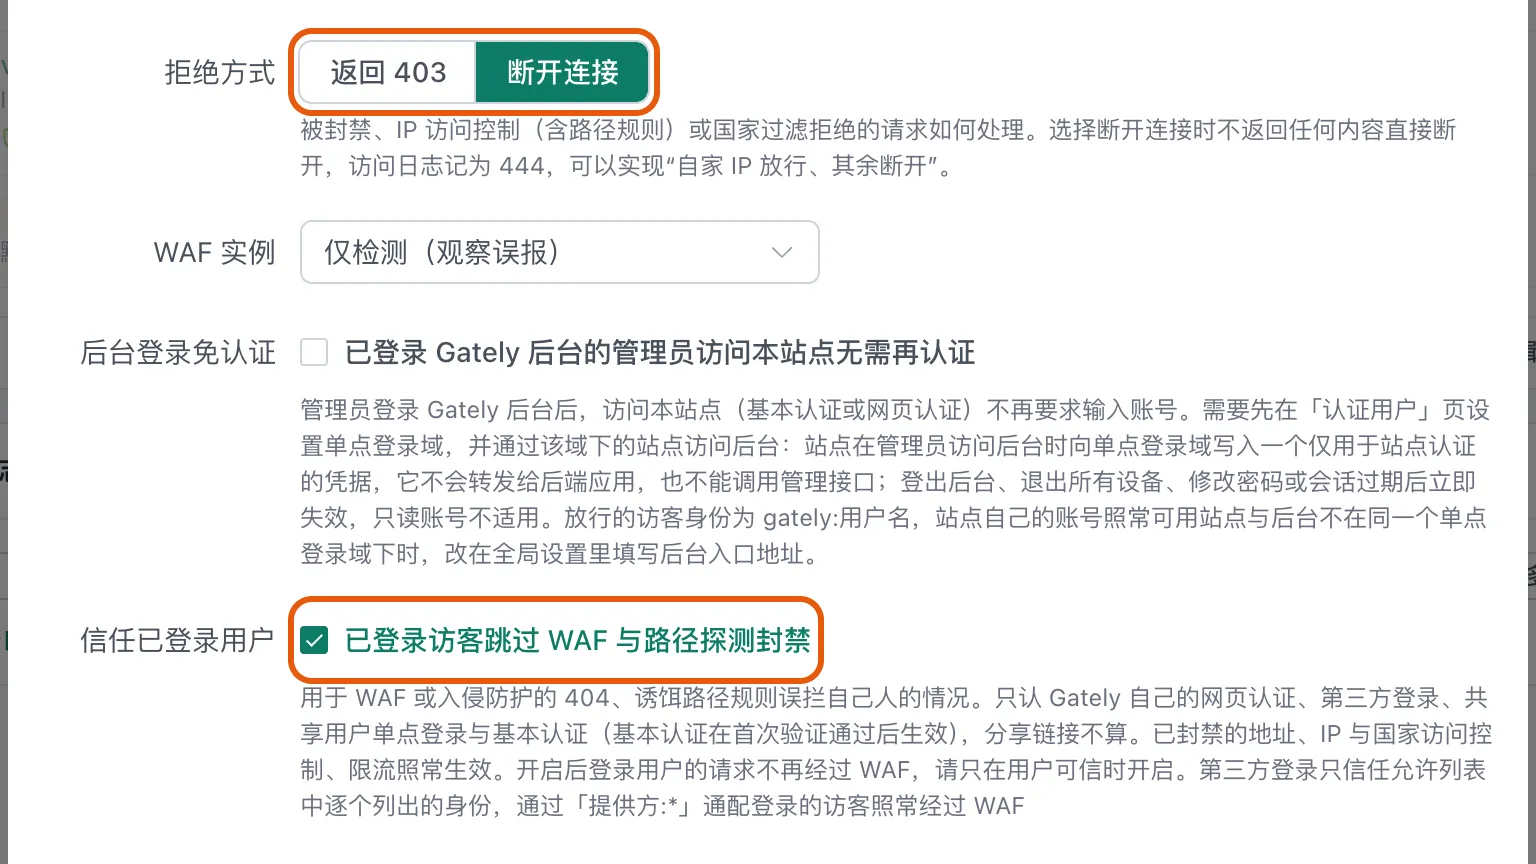 拒绝方式
返回 403
断开连接
被封禁、IP 访问控制（含路径规则）或国家过滤拒绝的请求如何处理。选择断开连接时不返回任何内容直接断
开，访问日志记为 444，可以实现“自家 IP 放行、其余断开”。
WAF 实例
仅检测（观察误报）
后台登录免认证
已登录 Gately 后台的管理员访问本站点无需再认证
管理员登录 Gately 后台后，访问本站点（基本认证或网页认证）不再要求输入账号。需要先在「认证用户」页设
置单点登录域，并通过该域下的站点访问后台：站点在管理员访问后台时向单点登录域写入一个仅用于站点认证
的凭据，它不会转发给后端应用，也不能调用管理接口；登出后台、退出所有设备、修改密码或会话过期后立即
失效，只读账号不适用。放行的访客身份为 gately:用户名，站点自己的账号照常可用站点与后台不在同一个单点
登录域下时，改在全局设置里填写后台入口地址。
信任已登录用户
已登录访客跳过 WAF 与路径探测封禁
用于 WAF 或入侵防护的 404、诱饵路径规则误拦自己人的情况。只认 Gately 自己的网页认证、第三方登录、共
享用户单点登录与基本认证（基本认证在首次验证通过后生效），分享链接不算。已封禁的地址、IP 与国家访问控
制、限流照常生效。开启后登录用户的请求不再经过 WAF，请只在用户可信时开启。第三方登录只信任允许列表
中逐个列出的身份，通过「提供方:*」通配登录的访客照常经过 WAF